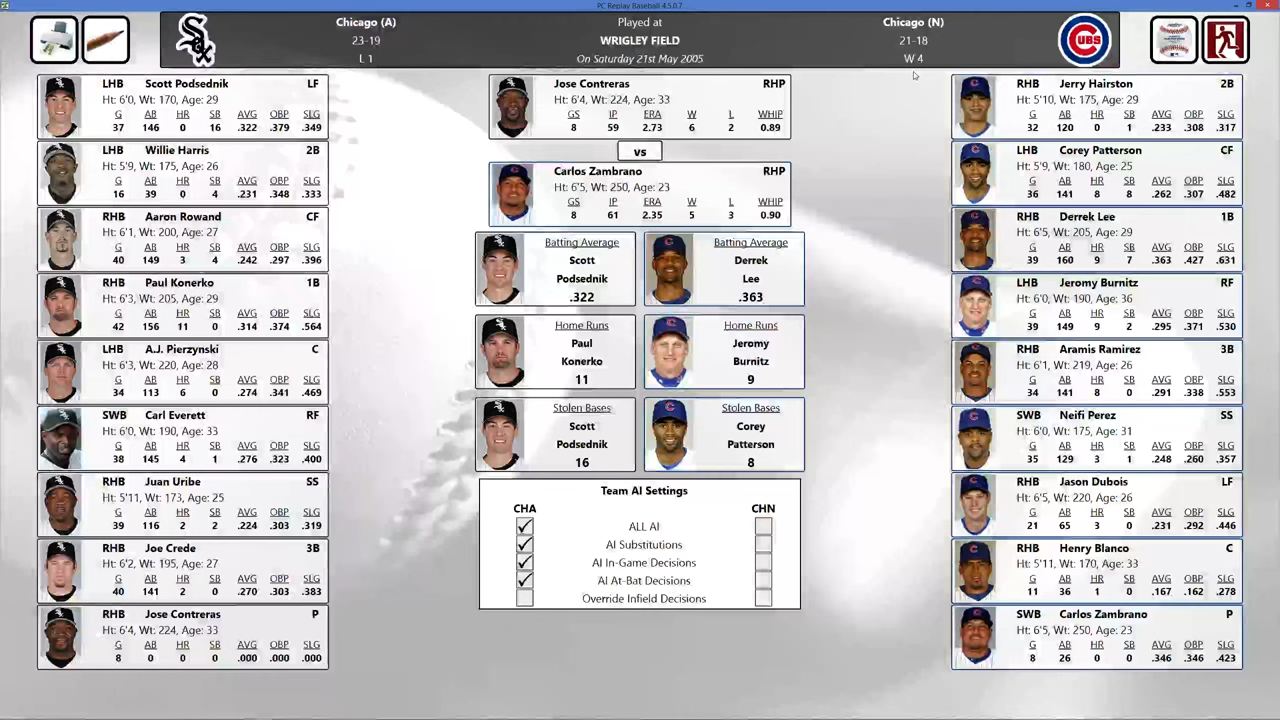 PC Replay Baseball 4.5.0.7
Chicago (A)
23-19
L 1
Played at
WRIGLEY FIELD
On Saturday 21st May 2005
Chicago (N)
21-18
W 4
Sox
CUBS
LHB Scott Podsednik LF
Ht: 6'0, Wt: 170, Age: 29
G AB HR SB AVG OBP SLG
37 146 0 16 .322 .379 .349
LHB Willie Harris 2B
Ht: 5'9, Wt: 175, Age: 26
G AB HR SB AVG OBP SLG
16 39 0 4 .231 .348 .333
RHB Aaron Rowand CF
Ht: 6'1, Wt: 200, Age: 27
G AB HR SB AVG OBP SLG
40 149 3 4 .242 .297 .396
RHB Paul Konerko 1B
Ht: 6'3, Wt: 205, Age: 29
G AB HR SB AVG OBP SLG
42 156 11 0 .314 .374 .564
LHB A.J. Pierzynski C
Ht: 6'3, Wt: 220, Age: 28
G AB HR SB AVG OBP SLG
34 113 6 0 .274 .341 .469
SWB Carl Everett RF
Ht: 6'0, Wt: 190, Age: 33
G AB HR SB AVG OBP SLG
38 145 4 1 .276 .323 .400
RHB Juan Uribe SS
Ht: 5'11, Wt: 173, Age: 25
G AB HR SB AVG OBP SLG
39 116 2 2 .224 .303 .319
RHB Joe Crede 3B
Ht: 6'2, Wt: 195, Age: 27
G AB HR SB AVG OBP SLG
40 141 2 0 .270 .303 .383
RHB Jose Contreras P
Ht: 6'4, Wt: 224, Age: 33
G AB HR SB AVG OBP SLG
8 0 0 0 .000 .000 .000
Jose Contreras RHP
Ht: 6'4, Wt: 224, Age: 33
GS IP ERA W L WHIP
8 59 2.73 6 2 0.89
vs
Carlos Zambrano RHP
Ht: 6'5, Wt: 250, Age: 23
GS IP ERA W L WHIP
8 61 2.35 5 3 0.90
Batting Average
Scott
Podsednik
.322
Batting Average
Derrek
Lee
.363
Home Runs
Paul
Konerko
11
Home Runs
Jeromy
Burnitz
9
Stolen Bases
Scott
Podsednik
16
Stolen Bases
Corey
Patterson
8
Team AI Settings
CHA CHN
ALL AI
AI Substitutions
AI In-Game Decisions
AI At-Bat Decisions
Override Infield Decisions
RHB Jerry Hairston 2B
Ht: 5'10, Wt: 175, Age: 29
G AB HR SB AVG OBP SLG
32 120 0 1 .233 .308 .317
LHB Corey Patterson CF
Ht: 5'9, Wt: 180, Age: 25
G AB HR SB AVG OBP SLG
36 141 8 8 .262 .307 .482
RHB Derrek Lee 1B
Ht: 6'5, Wt: 205, Age: 29
G AB HR SB AVG OBP SLG
39 160 9 7 .363 .427 .631
LHB Jeromy Burnitz RF
Ht: 6'0, Wt: 190, Age: 36
G AB HR SB AVG OBP SLG
39 149 9 2 .295 .371 .530
RHB Aramis Ramirez 3B
Ht: 6'1, Wt: 219, Age: 26
G AB HR SB AVG OBP SLG
34 141 8 0 .291 .338 .553
SWB Neifi Perez SS
Ht: 6'0, Wt: 175, Age: 31
G AB HR SB AVG OBP SLG
35 129 3 1 .248 .260 .357
RHB Jason Dubois LF
Ht: 6'5, Wt: 220, Age: 26
G AB HR SB AVG OBP SLG
21 65 3 0 .231 .292 .446
RHB Henry Blanco C
Ht: 5'11, Wt: 170, Age: 33
G AB HR SB AVG OBP SLG
11 36 1 0 .167 .162 .278
SWB Carlos Zambrano P
Ht: 6'5, Wt: 250, Age: 23
G AB HR SB AVG OBP SLG
8 26 0 0 .346 .346 .423